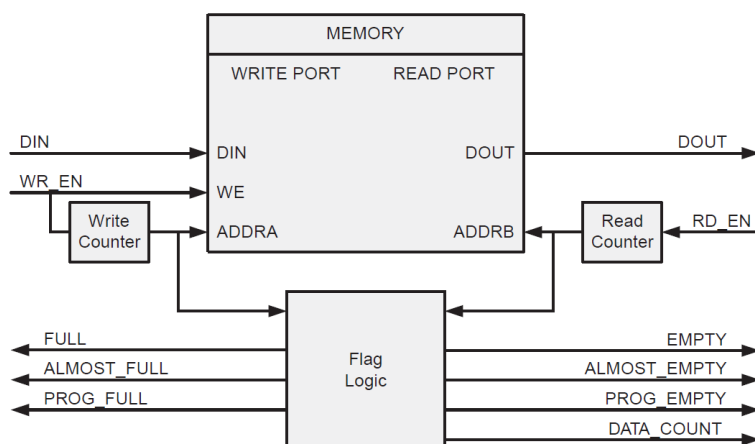 MEMORY
WRITE PORT READ PORT
DIN DIN DOUT DOUT
WR_EN WE
Write
Counter
ADDRA ADDRB
Read
Counter
RD_EN
FULL
ALMOST_FULL
PROG_FULL
Flag
Logic
EMPTY
ALMOST_EMPTY
PROG_EMPTY
DATA_COUNT